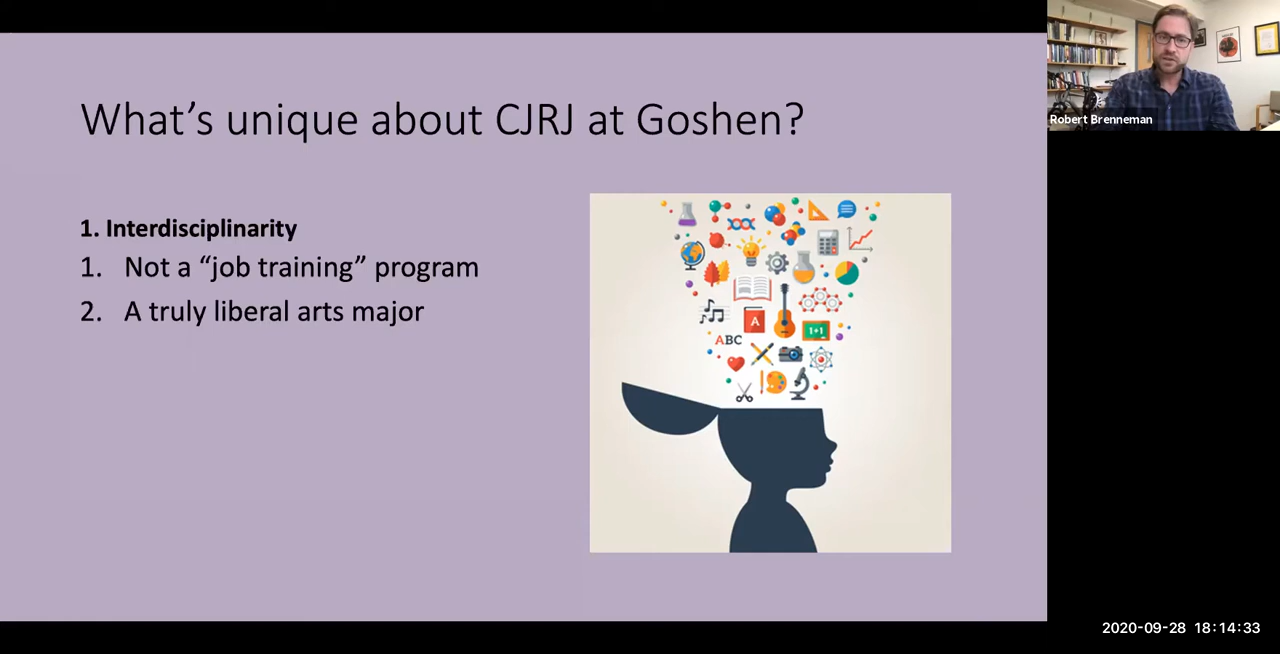 What's unique about CJRJ at Goshen?
1. Interdisciplinarity
1. Not a “job training” program
2. A truly liberal arts major
A
1+1
ABC
Robert Brenneman
2020-09-28 18:14:33